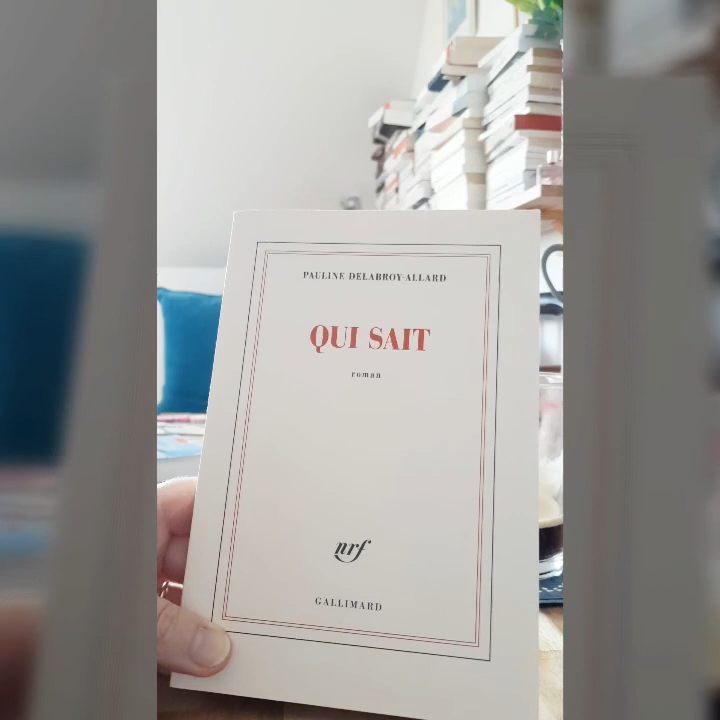 PAULINE DELABROY-ALLARD
QUI SAIT
roman
nrf
GALLIMARD